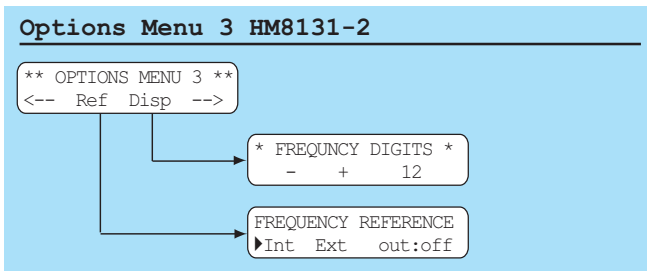 Options Menu 3 HM8131-2
** OPTIONS MENU 3 **
<-- Ref Disp -->
* FREQUNCY DIGITS *
- + 12
FREQUENCY REFERENCE
Int Ext out:off